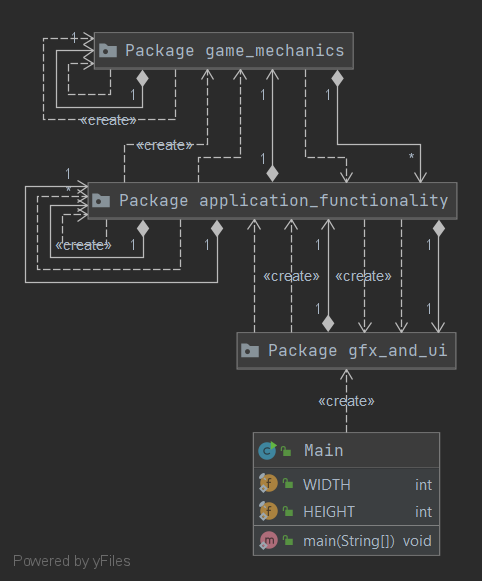 1
Package game_mechanics
1
1
«create»
«create»
1
*
1
Package application_functionality
*
«create»
1
1
1
1
«create»
«create»
1
1
Package gfx_and_ui
«create»
Main
WIDTH int
HEIGHT int
main(String[]) void
Powered by yFiles